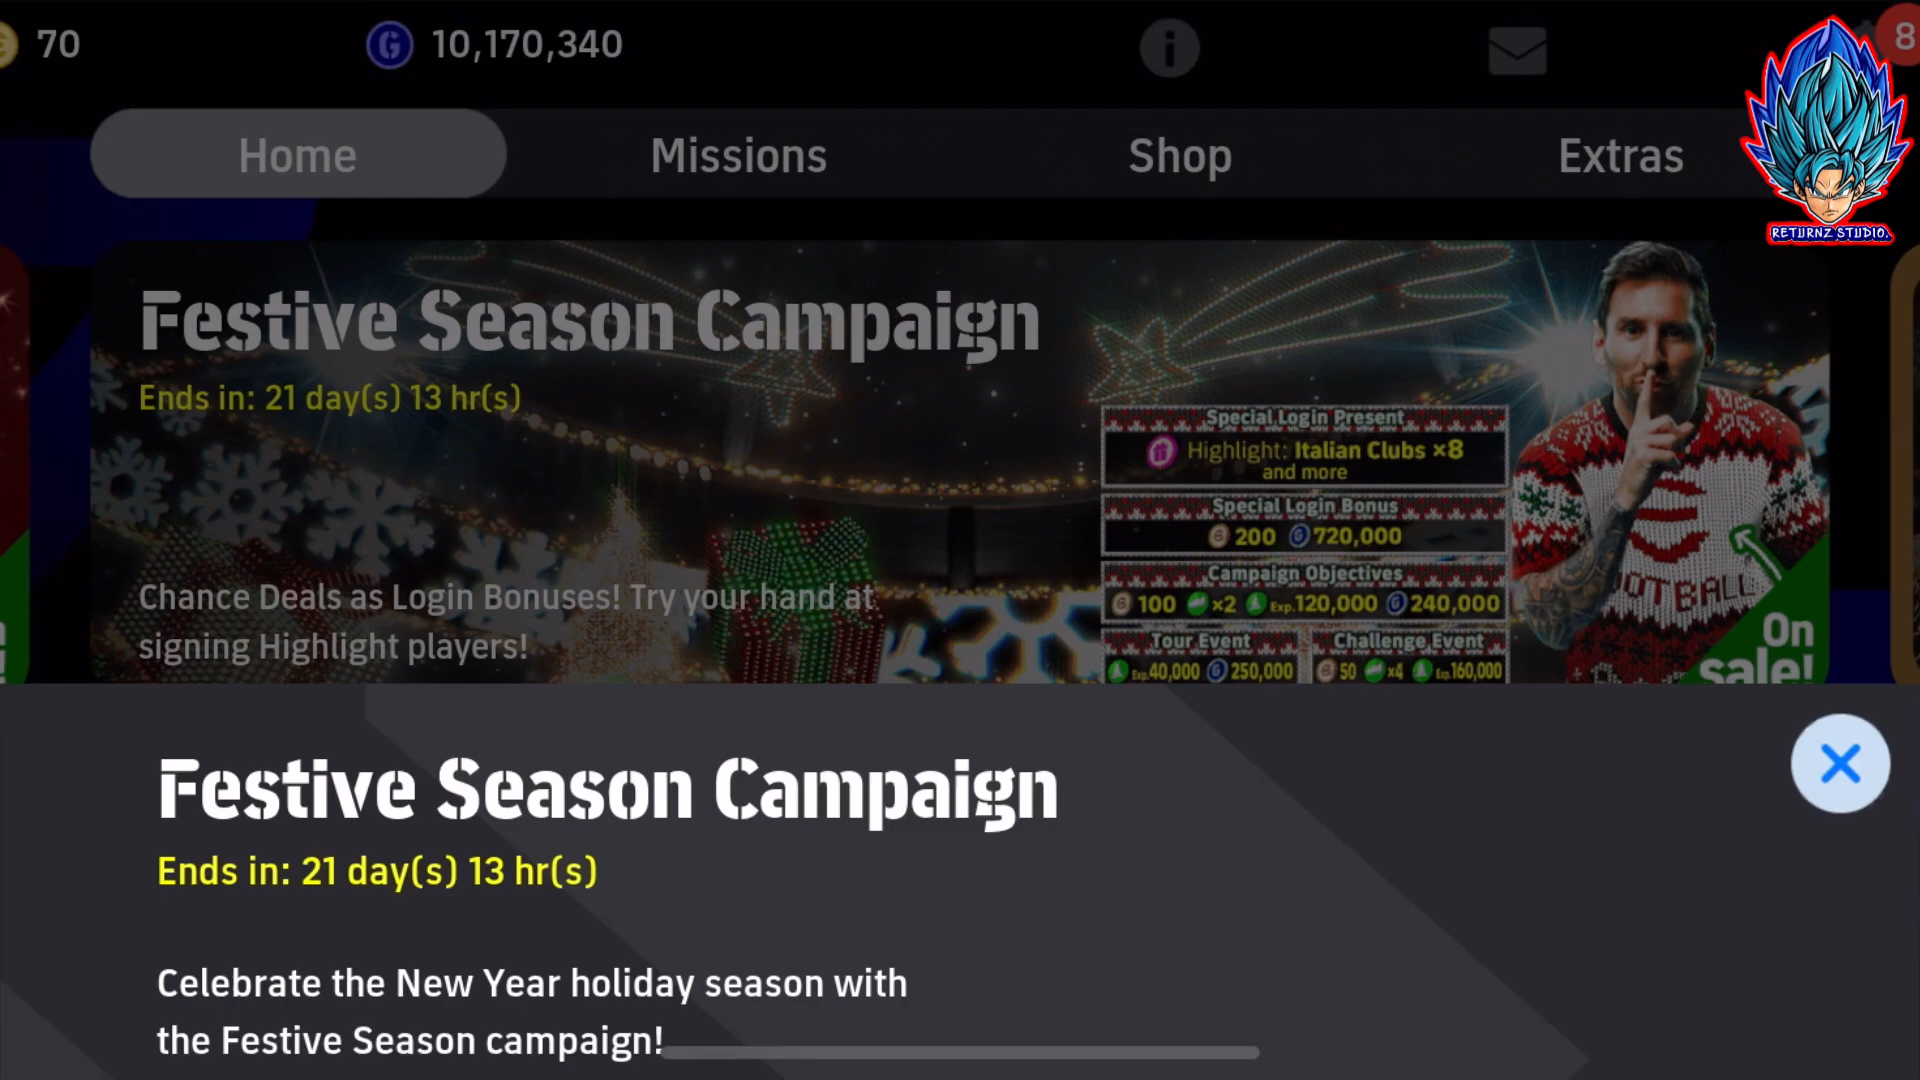 70
10,170,340
8
Home
Missions
Shop
Extras
RETURNZ STUDIO.
Festive Season Campaign
Ends in: 21 day(s) 13 hr(s)
Chance Deals as Login Bonuses! Try your hand at
signing Highlight players!
Special Login Present
Highlight: Italian Clubs ×8
and more
Special Login Bonus
200 720,000
Campaign Objectives
100 ×2 Exp.120,000 240,000
Tour Event
Exp.40,000 250,000
Challenge Event
50 ×4 Exp.160,000
OTBALL
On
sale!
Festive Season Campaign
Ends in: 21 day(s) 13 hr(s)
Celebrate the New Year holiday season with
the Festive Season campaign!